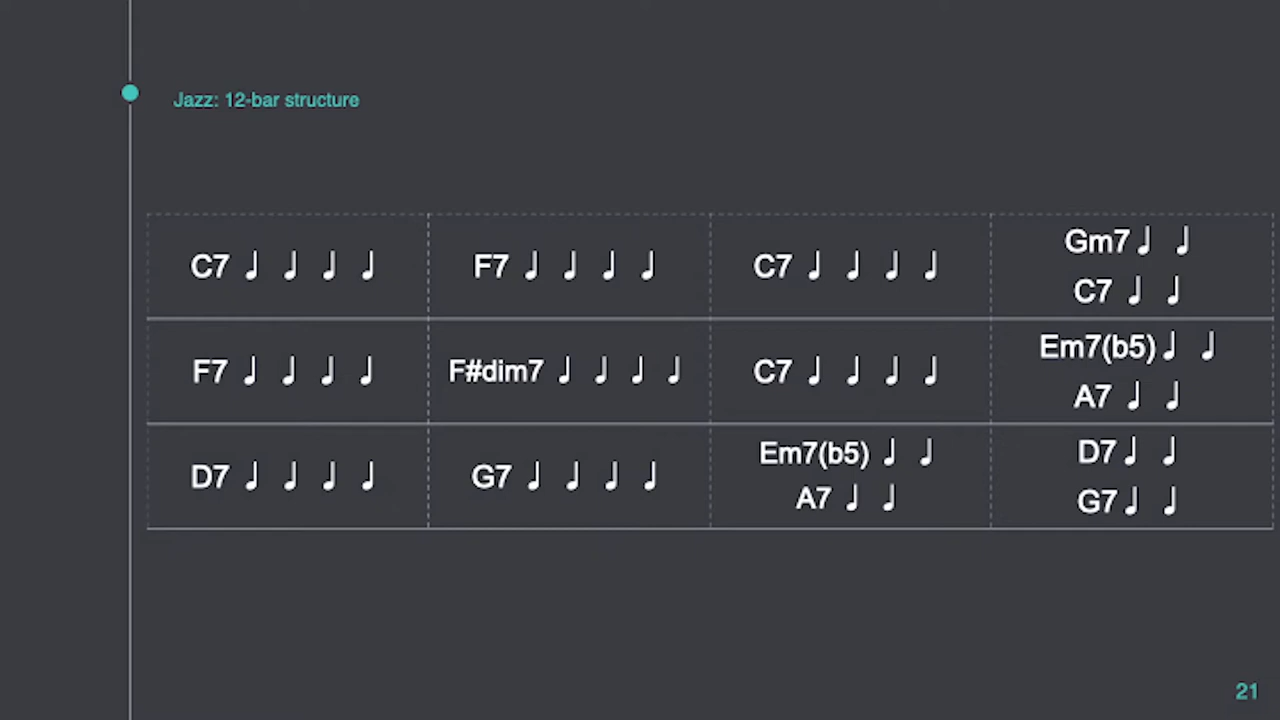 Jazz: 12-bar structure
C7 ♩ ♩ ♩ ♩
F7 ♩ ♩ ♩ ♩
C7 ♩ ♩ ♩ ♩
Gm7 ♩ ♩
C7 ♩ ♩
F7 ♩ ♩ ♩ ♩
F#dim7 ♩ ♩ ♩ ♩
C7 ♩ ♩ ♩ ♩
Em7(b5) ♩ ♩
A7 ♩ ♩
D7 ♩ ♩ ♩ ♩
G7 ♩ ♩ ♩ ♩
Em7(b5) ♩ ♩
A7 ♩ ♩
D7 ♩ ♩
G7 ♩ ♩
21